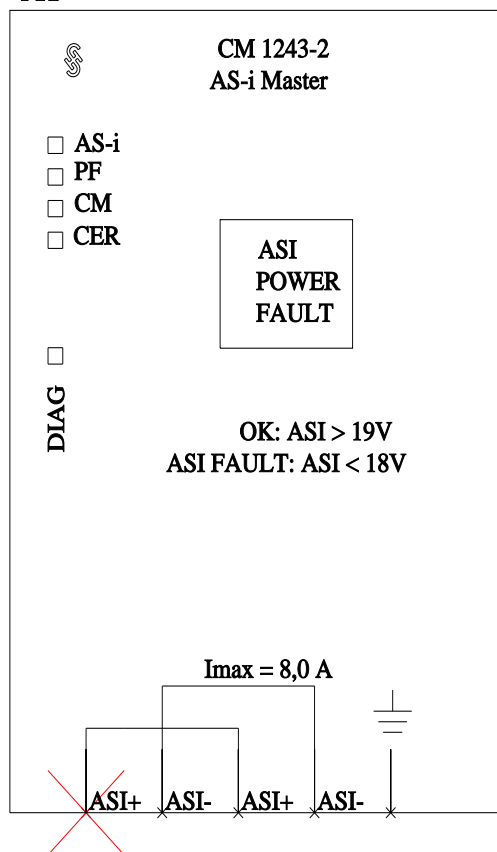 CM 1243-2
AS-i Master
AS-i
PF
CM
CER
ASI
POWER
FAULT
DIAG
OK: ASI > 19V
ASI FAULT: ASI < 18V
Imax = 8,0 A
ASI+ ASI- ASI+ ASI-